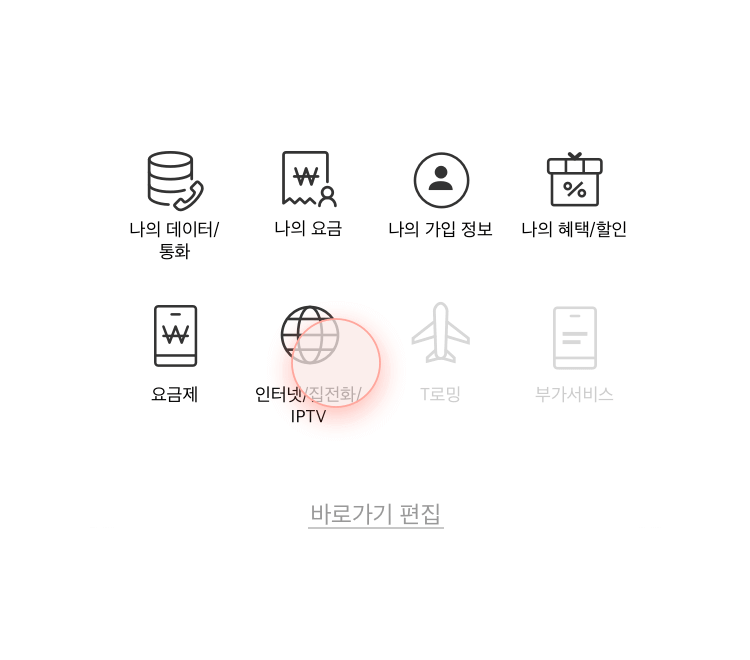 나의 데이터/
통화
나의 요금
나의 가입 정보
나의 혜택/할인
요금제
인터넷/집전화/
IPTV
T로밍
부가서비스
바로가기 편집